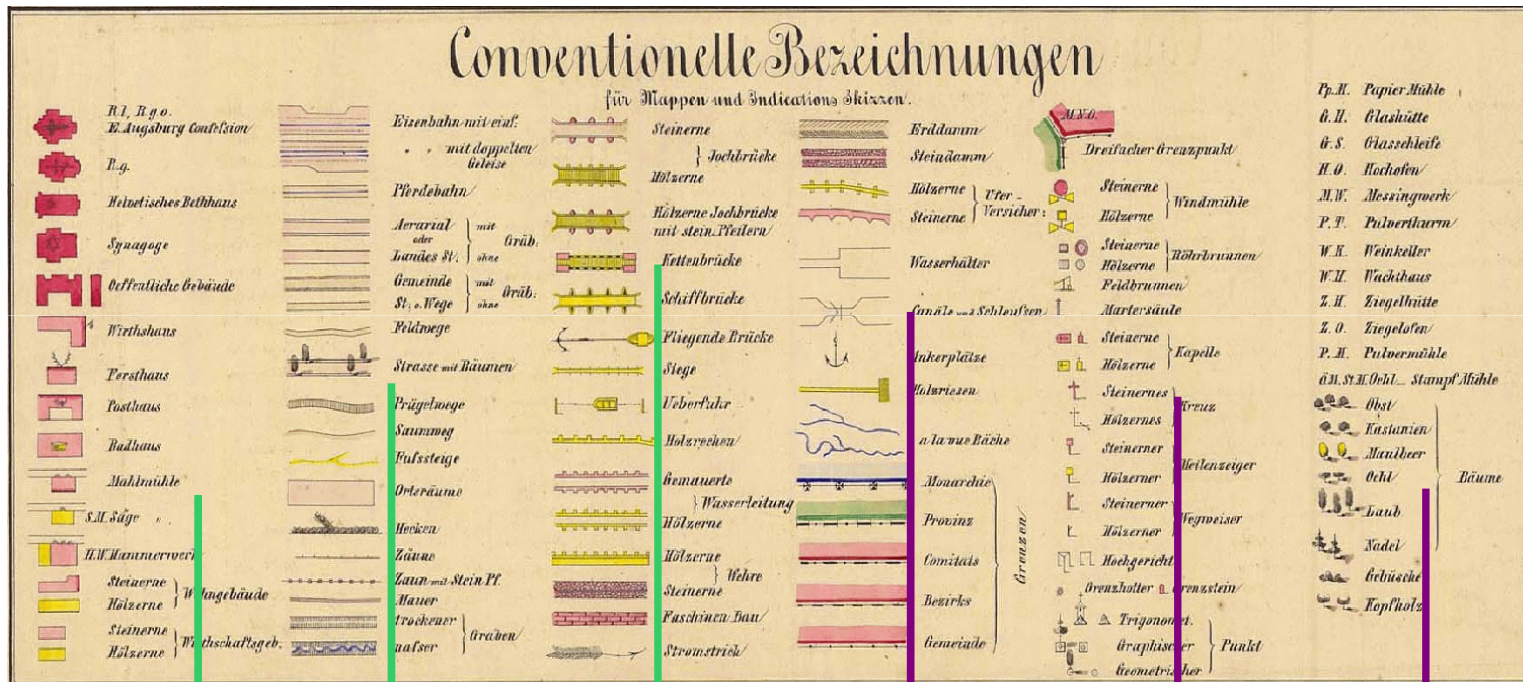 Conventionelle Bezeichnungen
für Mappen und Indications Skizzen.
R.l, R.g.o.
E. Augsburg Confession
R.g.
Helvetisches Bethhaus
Synagoge
Oeffentliche Gebäude
Wirthshaus
Forsthaus
Posthaus
Badhaus
Mahlmühle
S.M. Säge „
H.W. Hammerwerk
Steinerne
Hölzerne
Wohngebäude
Steinerne
Hölzerne
Wirthschaftsgeb.
Eizenbahn mit einf:
„ „ mit doppelten
Geleise
Pferdebahn
Aerarial
oder
Landes St.
mit
ohne
Gräb:
Gemeinde
St: o. Wege
mit
ohne
Gräb:
Feldwege
Strasse mit Bäumen
Prügelwege
Saumweg
Fufssteige
Ortsräume
Hecken
Zäune
Zaun mit Stein Pf.
Mauer
trockener
nafser
Graben
Steinerne
Hölzerne
Jochbrücke
Hölzerne Jochbrücke
mit stein. Pfeilern
Kettenbrücke
Schiffbrücke
Fliegende Brücke
Stege
Ueberfuhr
Holzrechen
Gemauerte
Hölzerne
Wasserleitung
Hölzerne
Steinerne
Wehre
Faschinen Bau
Stromstrich
Erddamm
Steindamm
Hölzerne
Steinerne
Ufer-
Versicher:
Wasserhälter
Canäle und Schleufsen
Ankerplätze
Holzriesen
a la vue Bäche
Monarchie
Provinz
Comitats
Bezirks
Gemeinde
Grenzen
M.N.O.
Dreifacher Grenzpunkt
Steinerne
Hölzerne
Windmühle
Steinerne
Hölzerne
Röhrbrunnen
Feldbrunnen
Martersäule
Steinerne
Hölzerne
Kapelle
Steinernes
Hölzernes
Kreuz
Steinerner
Hölzerner
Meilenzeiger
Steinerner
Hölzerner
Wegweiser
Hochgericht
Grenzhotter
Grenzstein
Trigonomet.
Graphischer
Geometrischer
Punkt
Pp.M. Papier Mühle
G.H. Glashütte
G.S. Glasschleife
H.O. Hochofen
M.W. Messingwerk
P.T. Pulverthurm
W.K. Weinkeller
W.H. Wachthaus
Z.H. Ziegelhütte
Z.O. Ziegelofen
P.M. Pulvermühle
Ö.M. St.M. Oehl_ Stampf Mühle
Obst
Kastanien
Maulbeer
Oehl
Laub
Nadel
Bäume
Gebüsche
Kopfholz